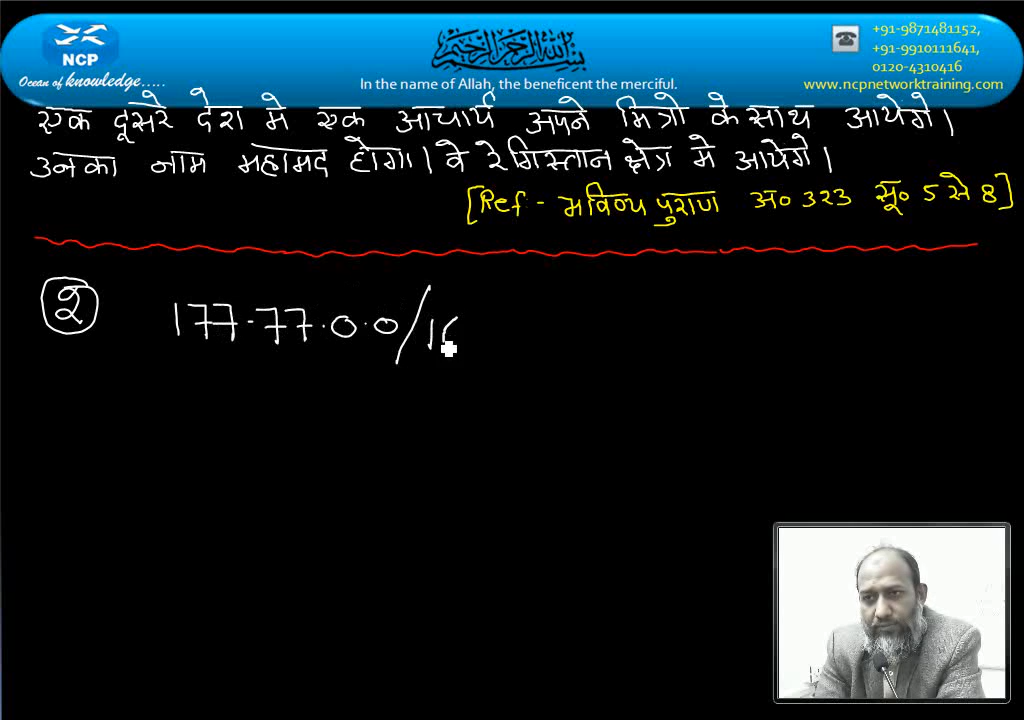 NCP
Ocean of knowledge.....
بسم الله الرحمن الرحيم
In the name of Allah, the beneficent the merciful.
+91-9871481152,
+91-9910111641,
0120-4310416
www.ncpnetworktraining.com
एक दूसरे देश मे एक आचार्य अपने मित्रो के साथ आयेगे।
उनका नाम महामद होगा। वे रेगिस्तान क्षेत्र मे आयेगे।
[Ref - भविष्य पुराण अ० 323 सू० 5 से 8]
२ 177.77.0.0/16